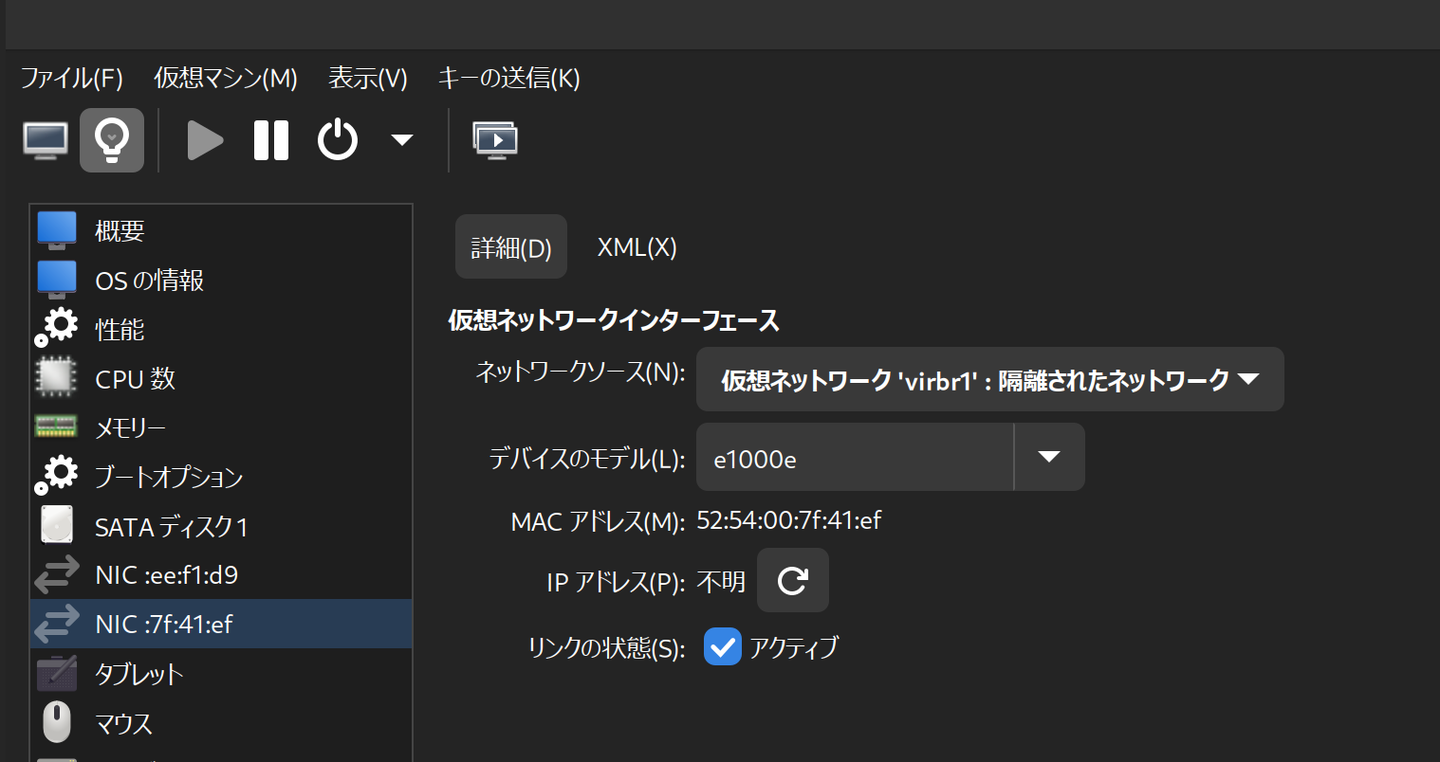 ファイル(F) 仮想マシン(M) 表示(V) キーの送信(K)
概要
OS の情報
性能
CPU 数
メモリー
ブートオプション
SATA ディスク 1
NIC :ee:f1:d9
NIC :7f:41:ef
タブレット
マウス
詳細(D) XML(X)
仮想ネットワークインターフェース
ネットワークソース(N): 仮想ネットワーク 'virbr1' : 隔離されたネットワーク
デバイスのモデル(L): e1000e
MAC アドレス(M): 52:54:00:7f:41:ef
IP アドレス(P): 不明
リンクの状態(S): アクティブ